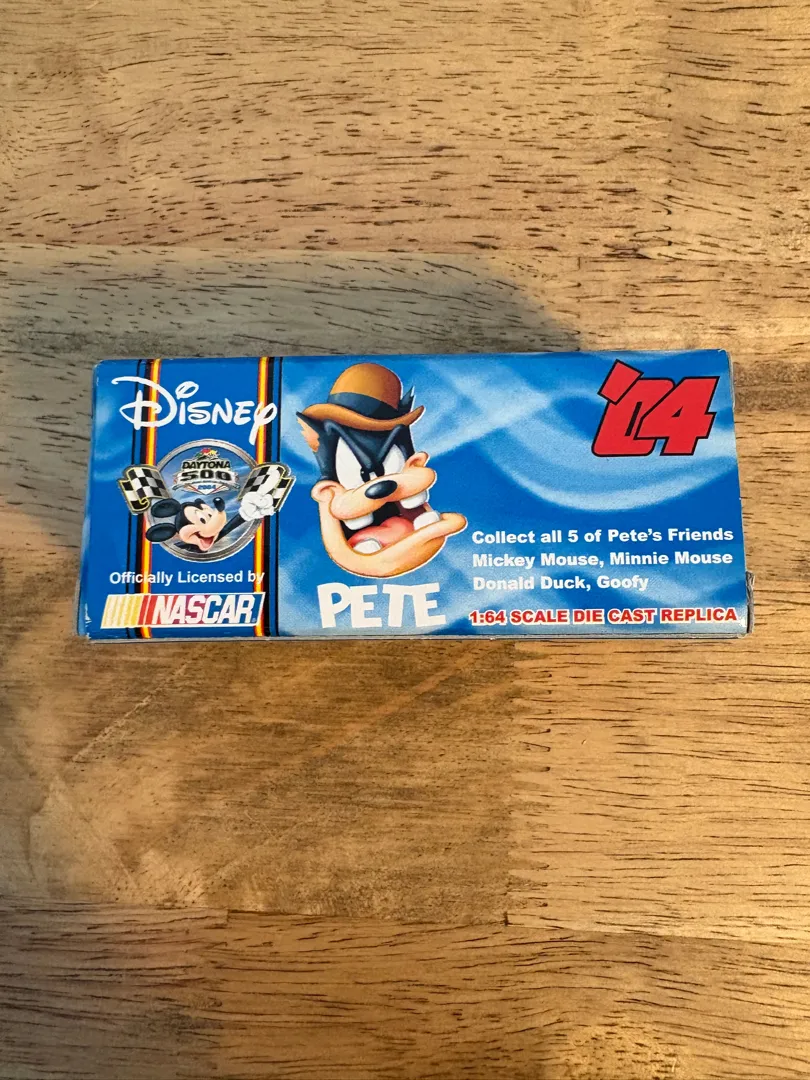 Disney
DAYTONA
500
2004
Officially Licensed by
NASCAR
PETE
'04
Collect all 5 of Pete's Friends
Mickey Mouse, Minnie Mouse
Donald Duck, Goofy
1:64 SCALE DIE CAST REPLICA